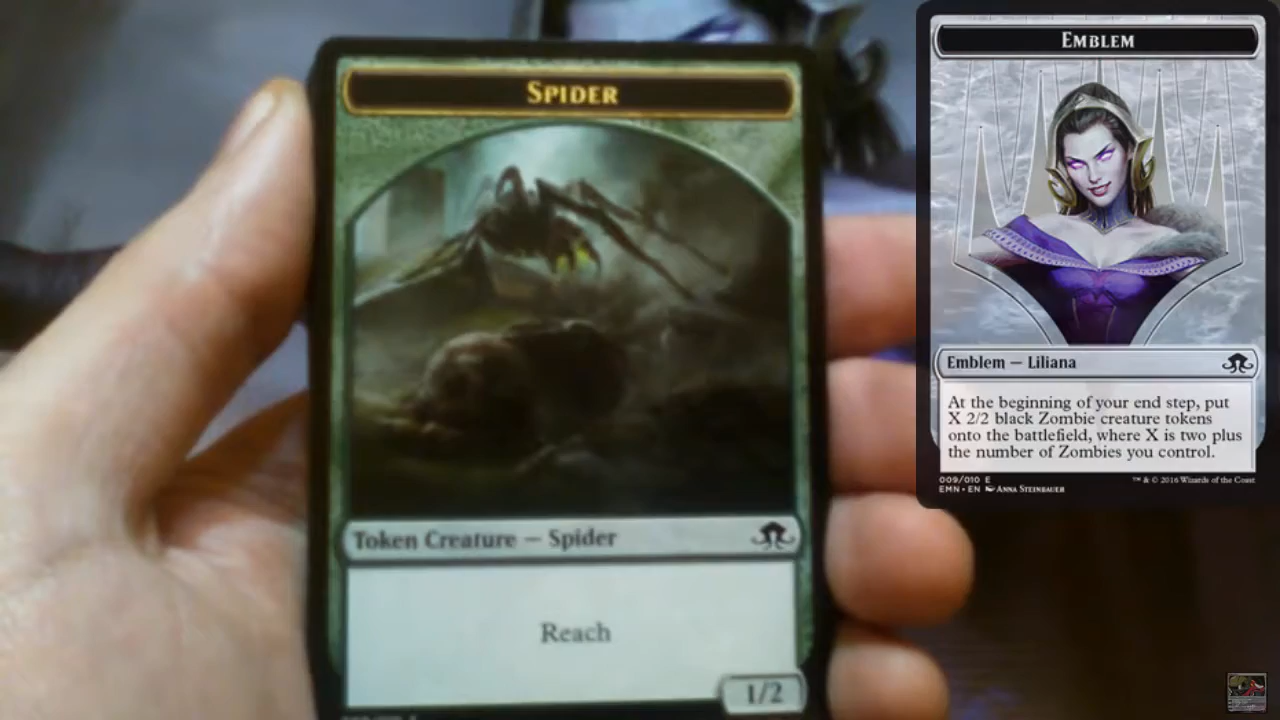 SPIDER
Token Creature — Spider
Reach
1/2
EMBLEM
Emblem — Liliana
At the beginning of your end step, put
X 2/2 black Zombie creature tokens
onto the battlefield, where X is two plus
the number of Zombies you control.
009/010 E
EMN • EN ANNA STEINBAUER
™ & © 2016 Wizards of the Coast